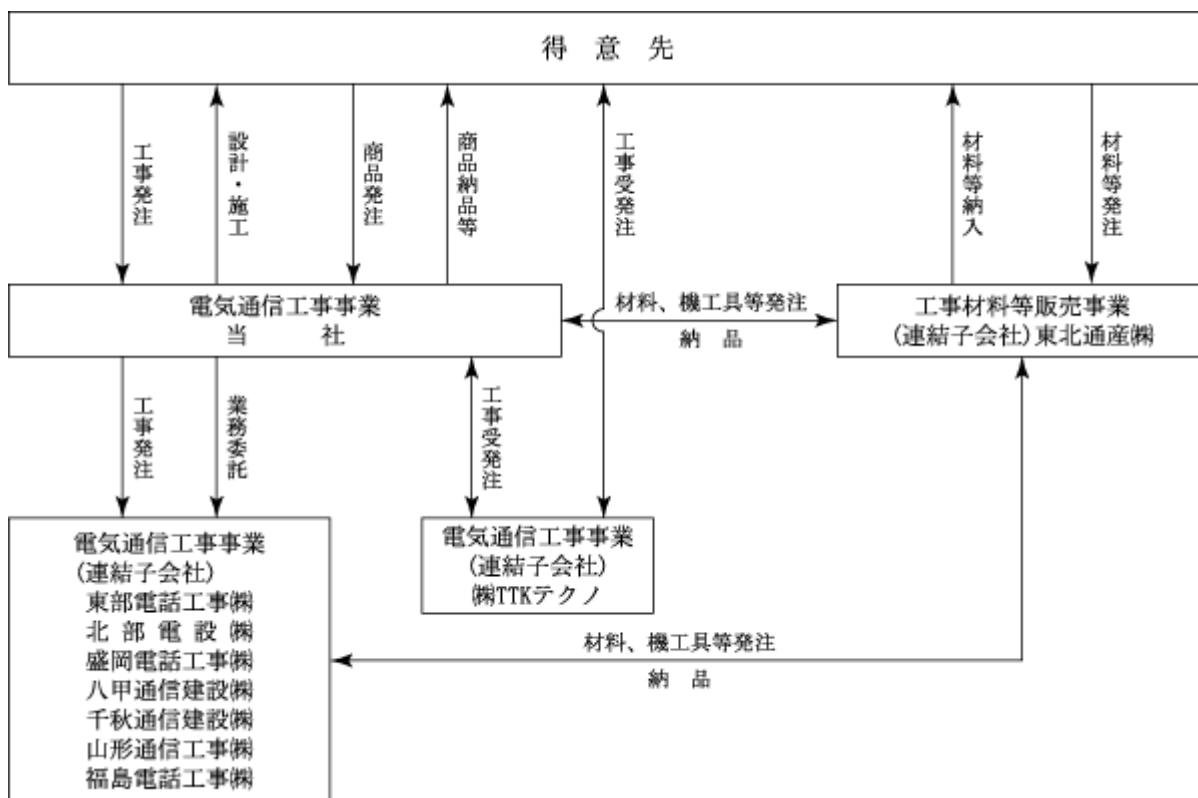 得意先
工事発注
設計・施工
商品発注
商品納品等
工事受発注
材料等納入
材料等発注
電気通信工事事業
当社
材料、機工具等発注
納品
工事材料等販売事業
(連結子会社)東北通産㈱
工事発注
業務委託
工事受発注
電気通信工事事業
(連結子会社)
東部電話工事㈱
北部電設㈱
盛岡電話工事㈱
八甲通信建設㈱
千秋通信建設㈱
山形通信工事㈱
福島電話工事㈱
電気通信工事事業
(連結子会社)
㈱TTKテクノ
材料、機工具等発注
納品